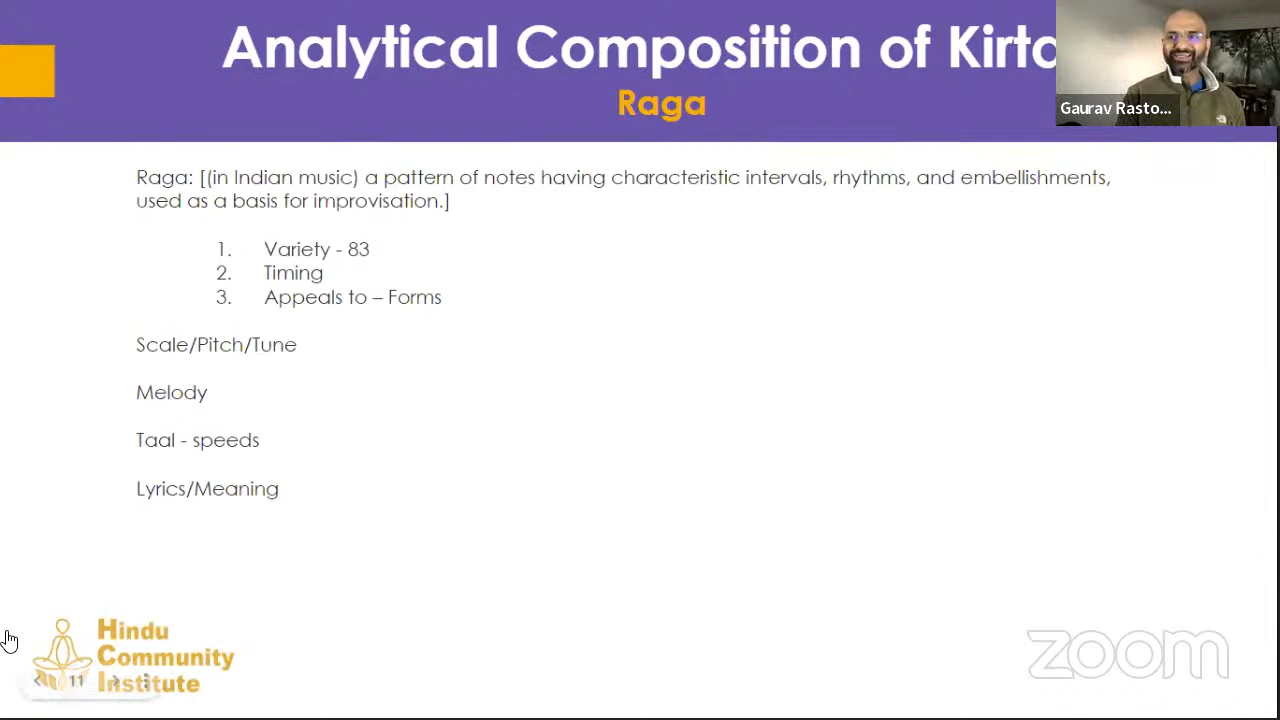 Analytical Composition of Kirta
Raga
Gaurav Rasto...
Raga: [(in Indian music) a pattern of notes having characteristic intervals, rhythms, and embellishments,
used as a basis for improvisation.]
1. Variety - 83
2. Timing
3. Appeals to – Forms
Scale/Pitch/Tune
Melody
Taal - speeds
Lyrics/Meaning
Hindu
Community
Institute
11
zoom